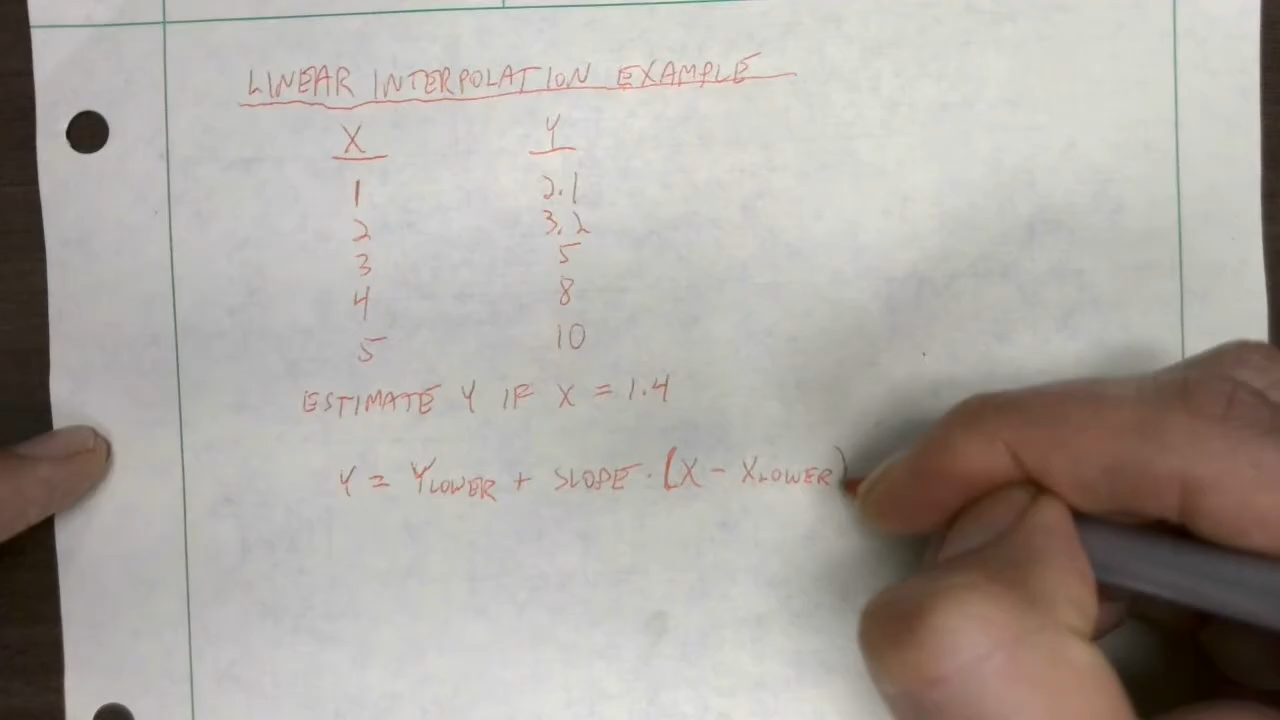 LINEAR INTERPOLATION EXAMPLE
X Y
1 2.1
2 3.2
3 5
4 8
5 10
ESTIMATE Y IF X = 1.4
Y = YLOWER + SLOPE · (X - XLOWER)